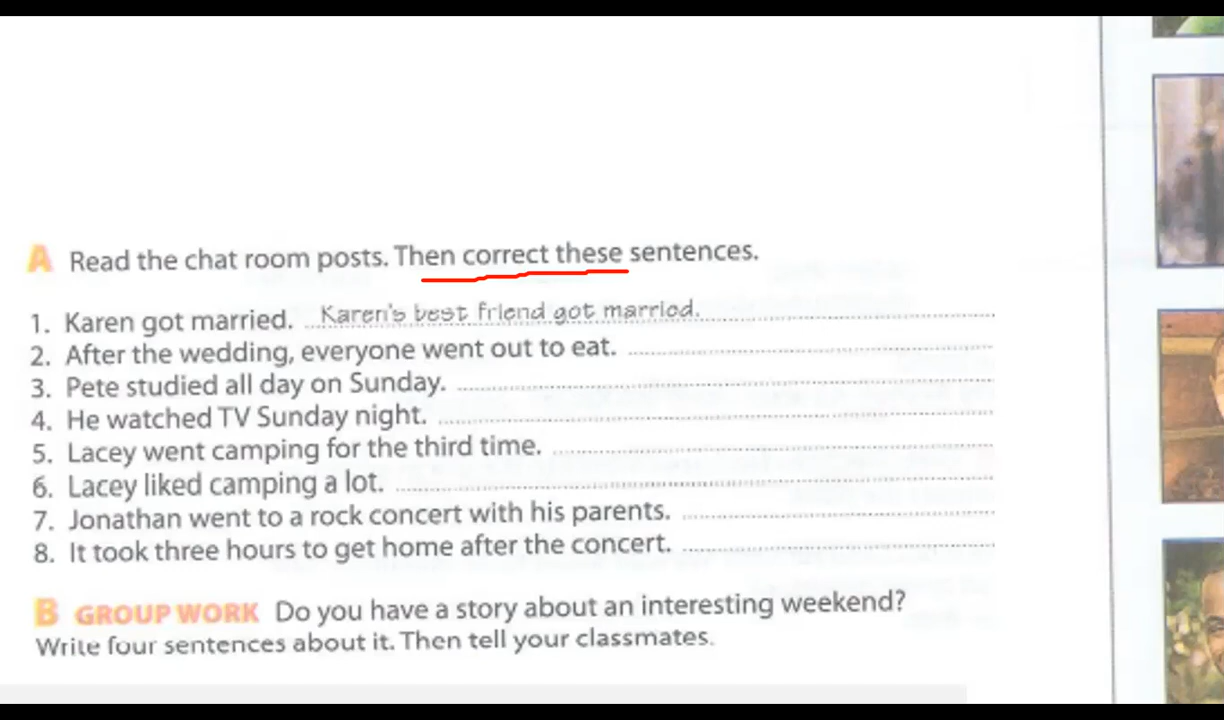 A Read the chat room posts. Then correct these sentences.
1. Karen got married. Karen's best friend got married.
2. After the wedding, everyone went out to eat.
3. Pete studied all day on Sunday.
4. He watched TV Sunday night.
5. Lacey went camping for the third time.
6. Lacey liked camping a lot.
7. Jonathan went to a rock concert with his parents.
8. It took three hours to get home after the concert.
B GROUP WORK Do you have a story about an interesting weekend?
Write four sentences about it. Then tell your classmates.